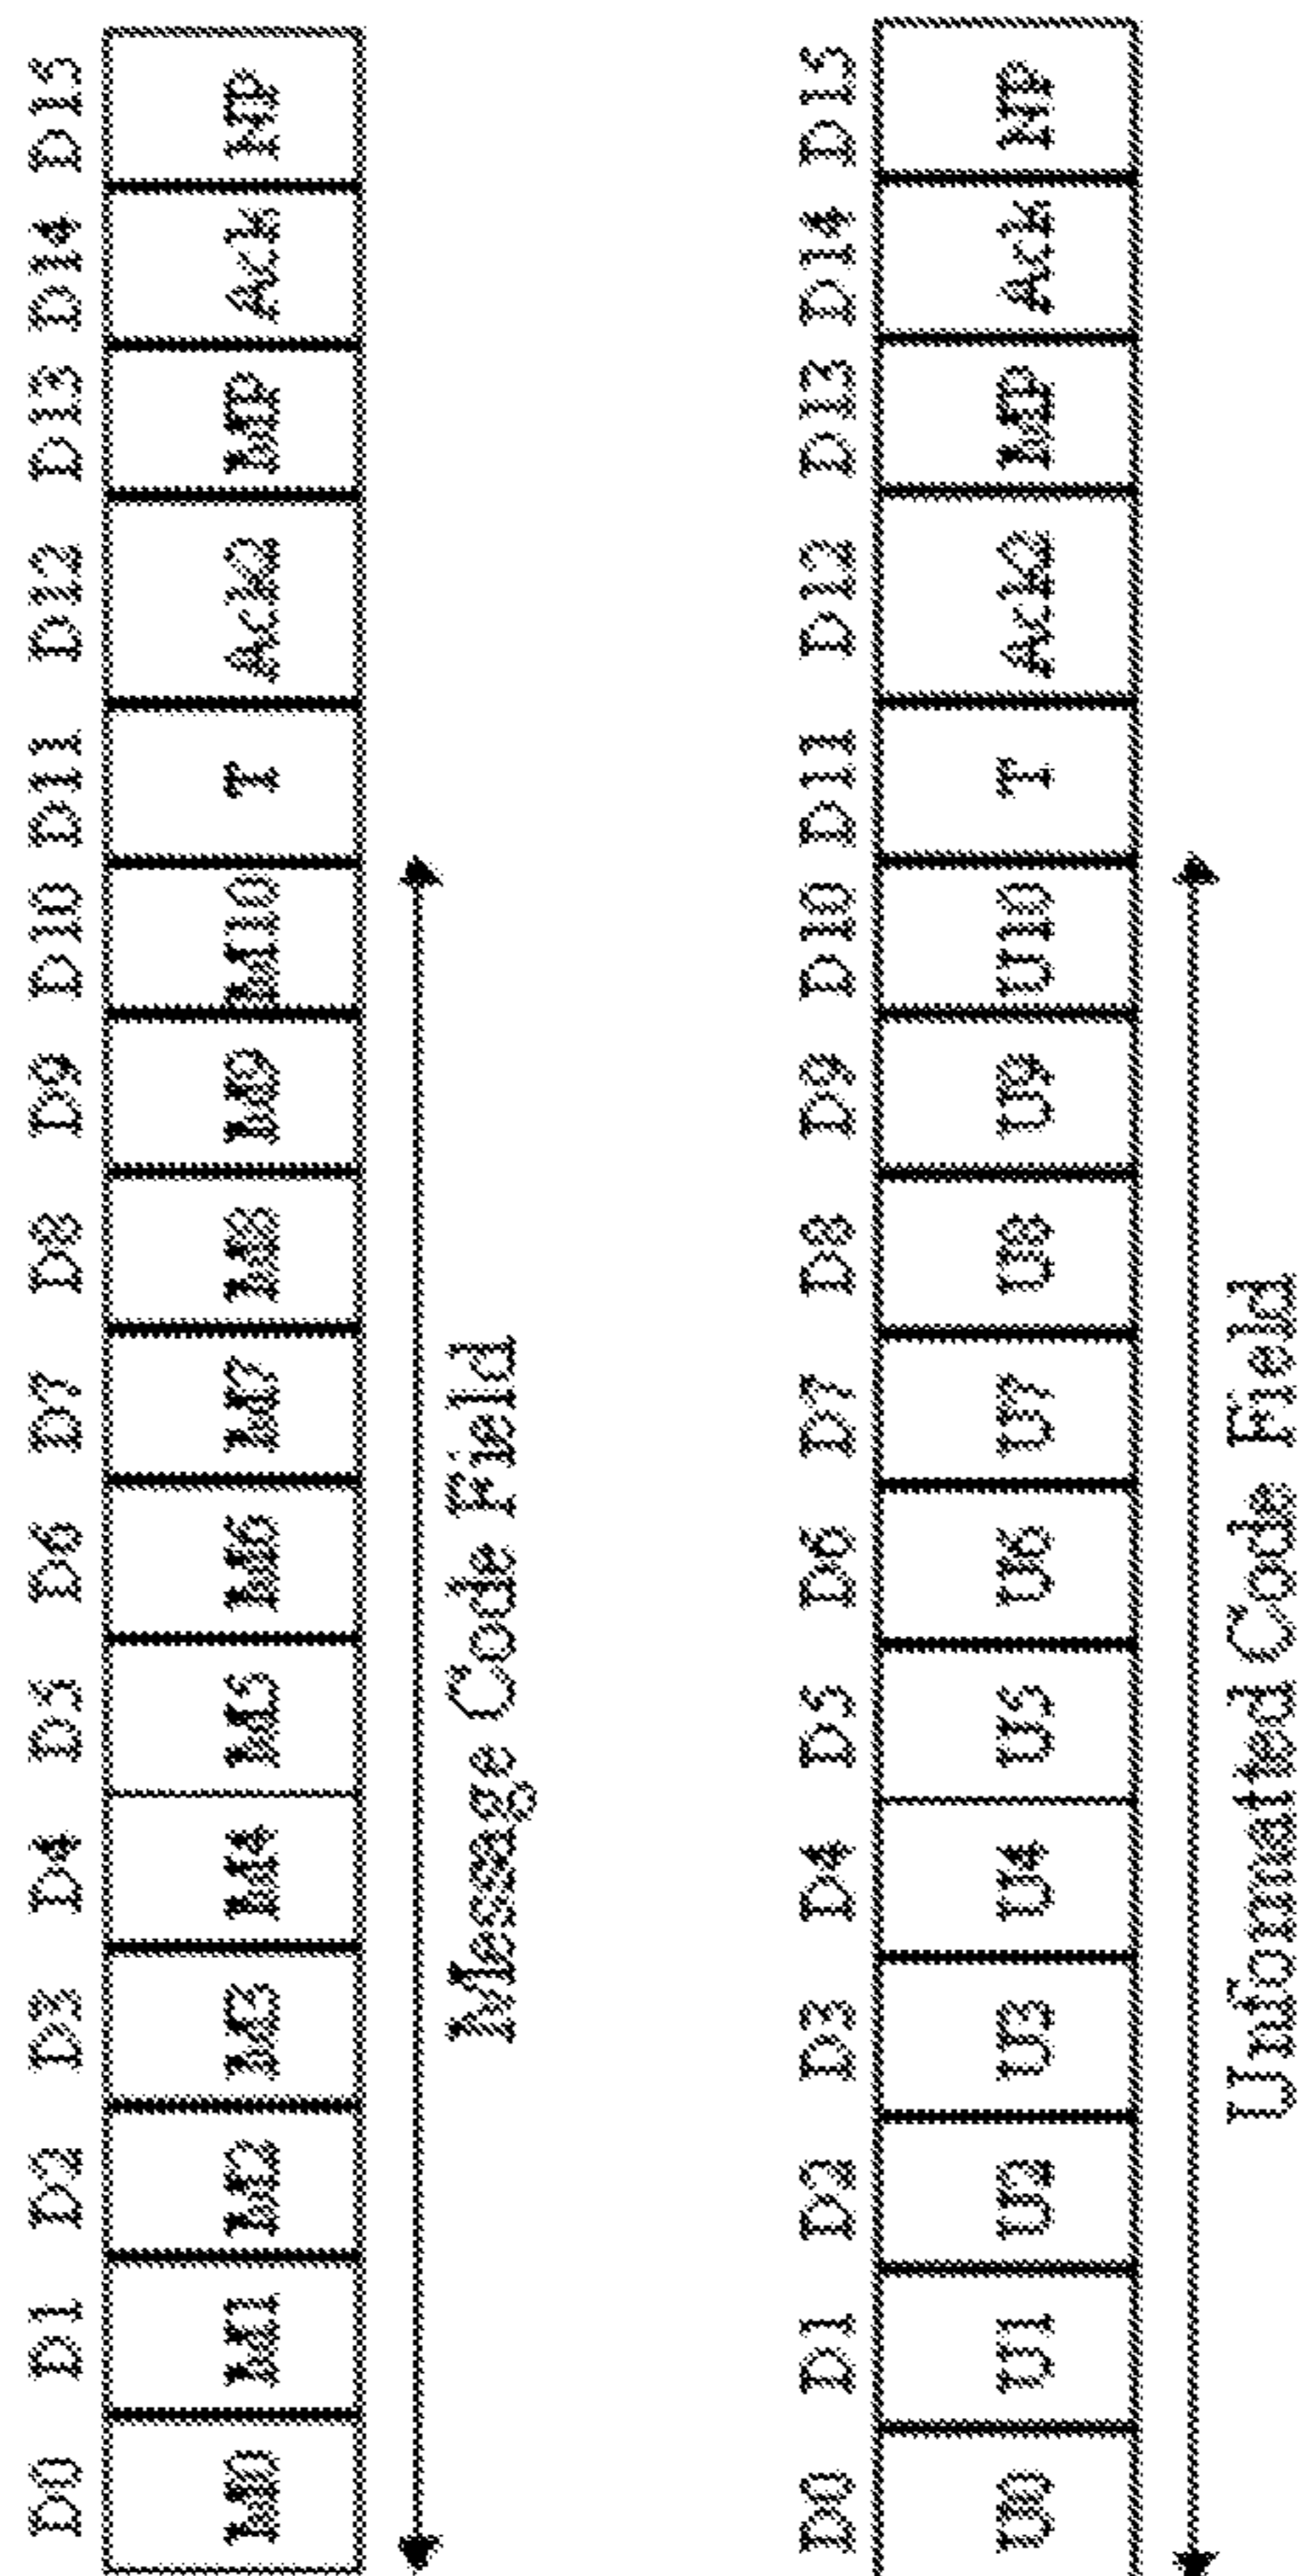 D0 D1 D2 D3 D4 D5 D6 D7 D8 D9 D10 D11 D12 D13 D14 D15
M0 M1 M2 M3 M4 M5 M6 M7 M8 M9 M10 T Ack2 MP Ack NP
Message Code Field
D0 D1 D2 D3 D4 D5 D6 D7 D8 D9 D10 D11 D12 D13 D14 D15
U0 U1 U2 U3 U4 U5 U6 U7 U8 U9 U10 T Ack2 MP Ack NP
Unfomatted Code Field